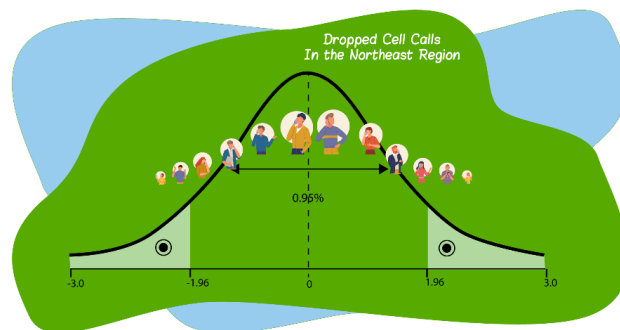 Dropped Cell Calls
In the Northeast Region
0.95%
-3.0 -1.96 0 1.96 3.0